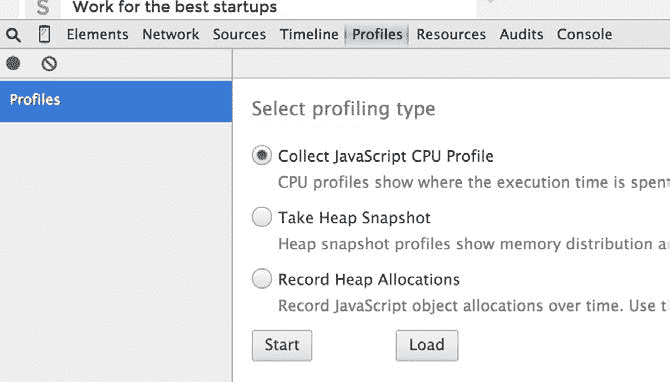 S Work for the best startups
Elements Network Sources Timeline Profiles Resources Audits Console
Profiles
Select profiling type
Collect JavaScript CPU Profile
CPU profiles show where the execution time is spent
Take Heap Snapshot
Heap snapshot profiles show memory distribution a
Record Heap Allocations
Record JavaScript object allocations over time. Use t
Start Load